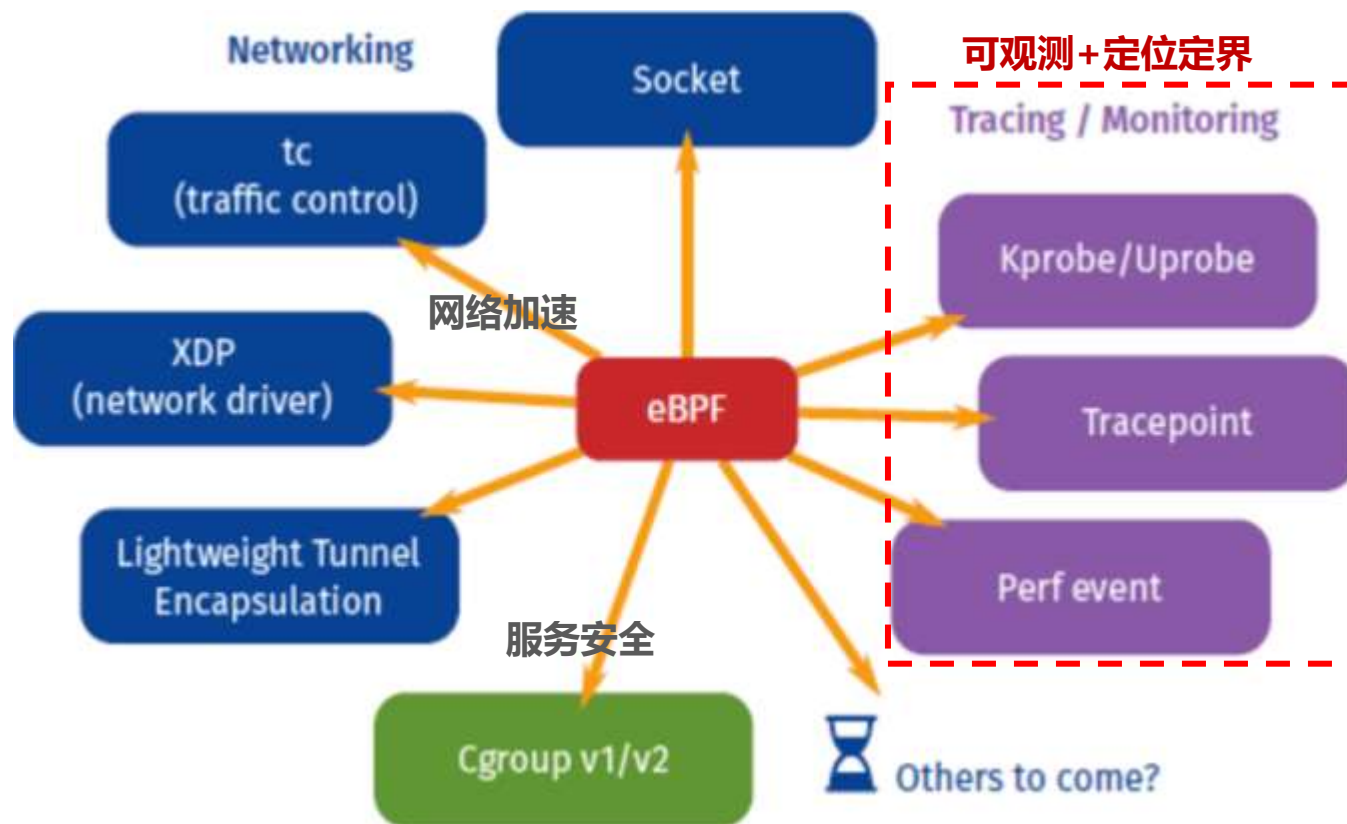 Networking
Socket
可观测+定位定界
Tracing / Monitoring
tc
(traffic control)
Kprobe/Uprobe
网络加速
XDP
(network driver)
eBPF
Tracepoint
Lightweight Tunnel
Encapsulation
Perf event
服务安全
Cgroup v1/v2
Others to come?